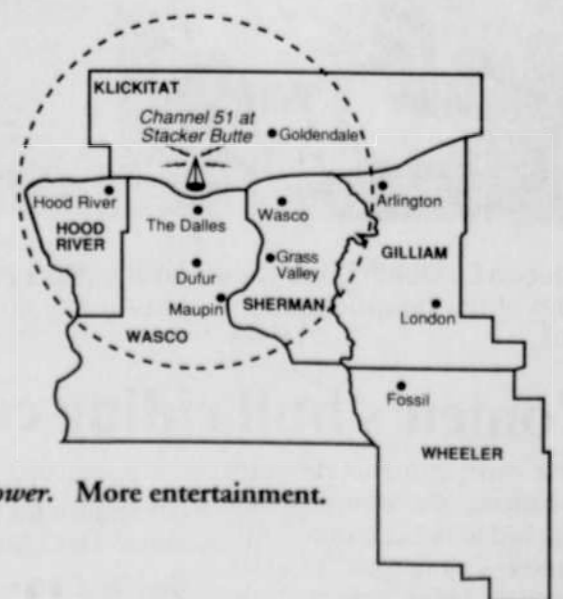 KLICKITAT
Channel 51 at
Stacker Butte
Goldendale
Hood River
Arlington
HOOD
RIVER
The Dalles
Wasco
GILLIAM
Dufur
Grass
Valley
Maupin
SHERMAN
London
WASCO
Fossil
WHEELER
ower. More entertainment.